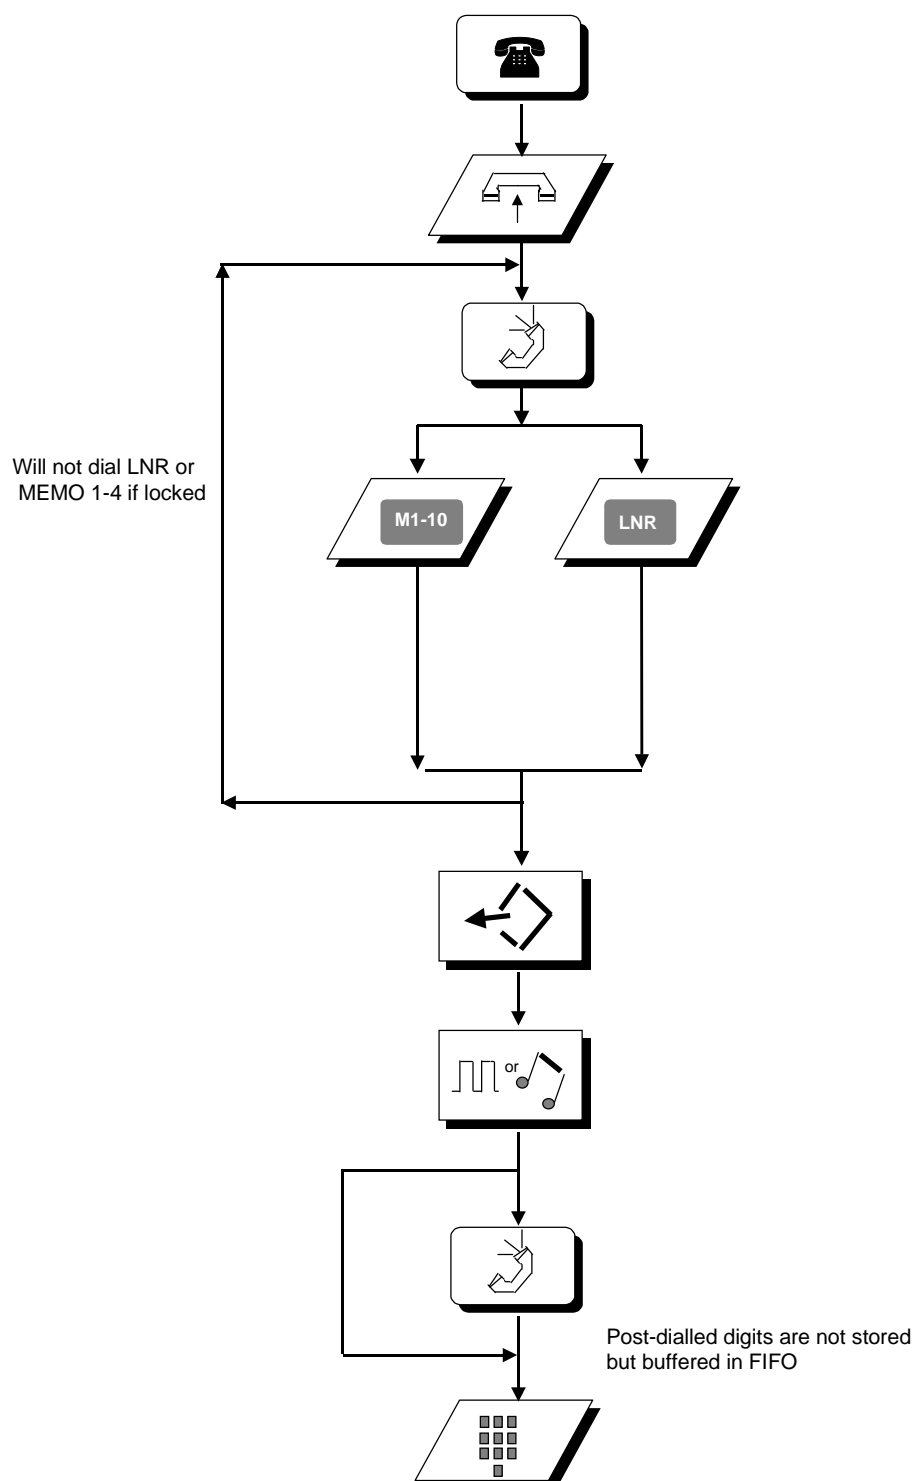 Will not dial LNR or
MEMO 1-4 if locked
M1-10
LNR
or
Post-dialled digits are not stored
but buffered in FIFO